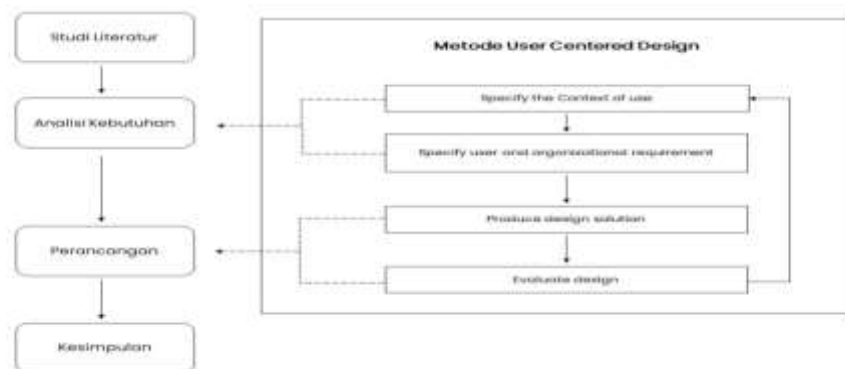 Studi Literatur
Analisi Kebutuhan
Perancangan
Kesimpulan
Metode User Centered Design
Specify the Context of use
Specify user and organizational requirement
Produce design solution
Evaluate design